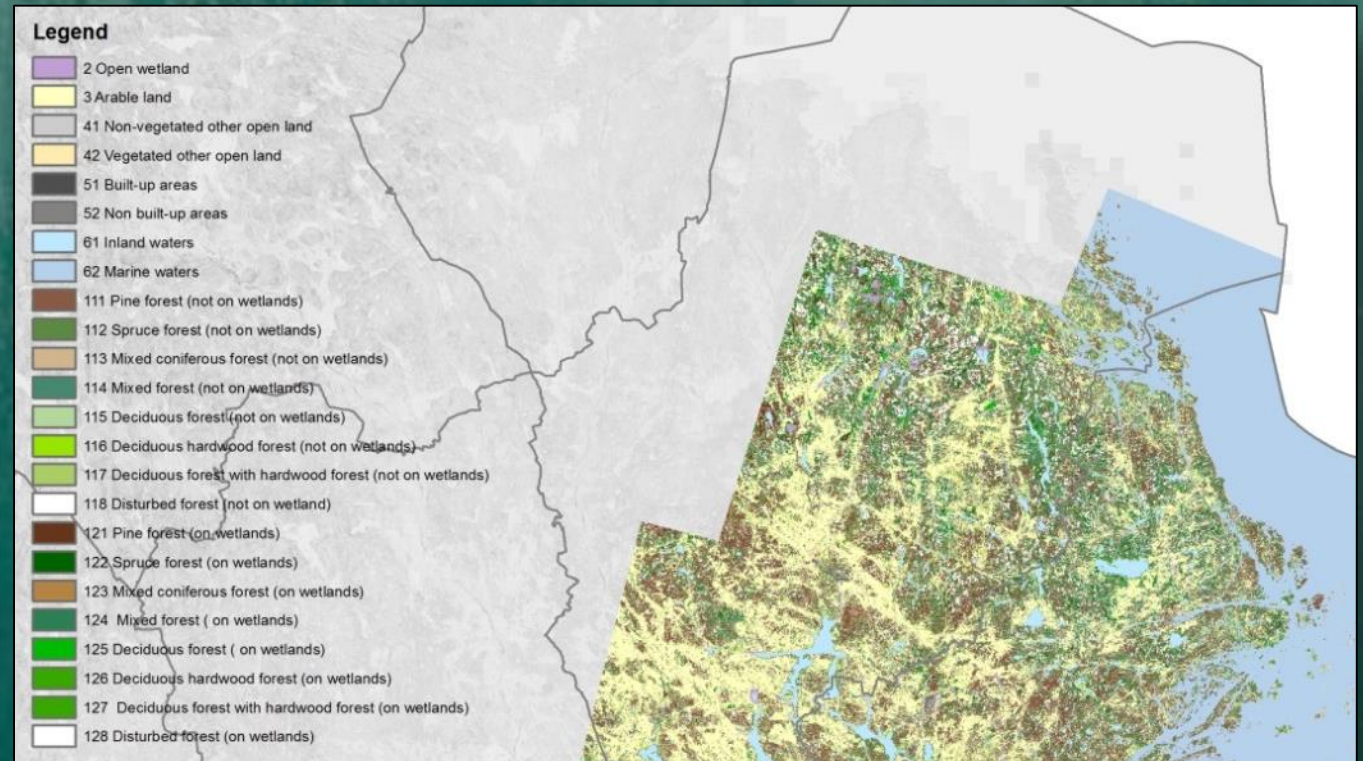 Legend
2 Open wetland
3 Arable land
41 Non-vegetated other open land
42 Vegetated other open land
51 Built-up areas
52 Non built-up areas
61 Inland waters
62 Marine waters
111 Pine forest (not on wetlands)
112 Spruce forest (not on wetlands)
113 Mixed coniferous forest (not on wetlands)
114 Mixed forest (not on wetlands)
115 Deciduous forest (not on wetlands)
116 Deciduous hardwood forest (not on wetlands)
117 Deciduous forest with hardwood forest (not on wetlands)
118 Disturbed forest (not on wetland)
121 Pine forest (on wetlands)
122 Spruce forest (on wetlands)
123 Mixed coniferous forest (on wetlands)
124 Mixed forest ( on wetlands)
125 Deciduous forest ( on wetlands)
126 Deciduous hardwood forest (on wetlands)
127 Deciduous forest with hardwood forest (on wetlands)
128 Disturbed forest (on wetlands)